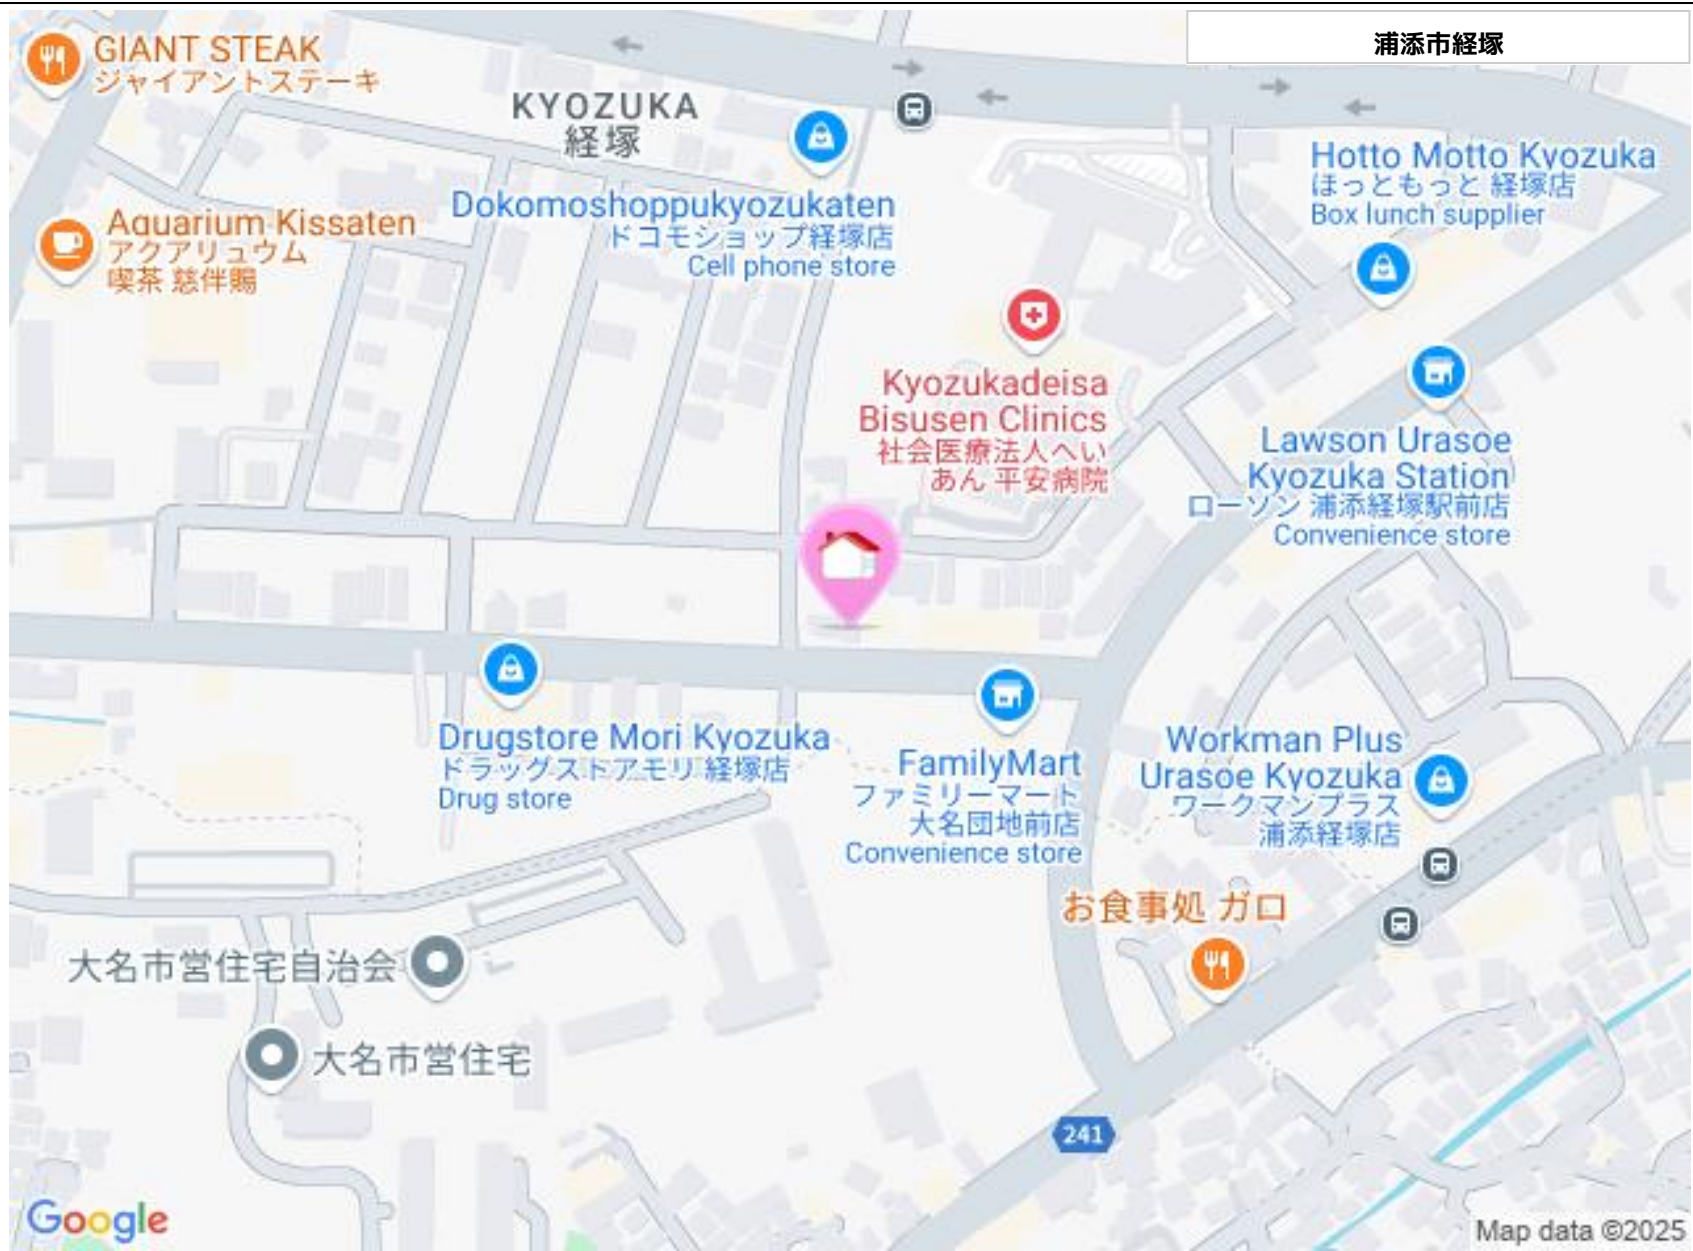 浦添市経塚
GIANT STEAK
ジャイアントステーキ
KYOZUKA
経塚
Hotto Motto Kyozuka
ほっともっと 経塚店
Box lunch supplier
Dokomoshoppukyozukaten
ドコモショップ経塚店
Cell phone store
Aquarium Kissaten
アクアリュウム
喫茶 慈伴賜
Kyozukadeisa
Bisusen Clinics
社会医療法人へい
あん 平安病院
Lawson Urasoe
Kyozuka Station
ローソン 浦添経塚駅前店
Convenience store
Drugstore Mori Kyozuka
ドラッグストアモリ 経塚店
Drug store
FamilyMart
ファミリーマート
大名団地前店
Convenience store
Workman Plus
Urasoe Kyozuka
ワークマンプラス
浦添経塚店
お食事処 ガロ
大名市営住宅自治会
大名市営住宅
241
Google
Map data ©2025